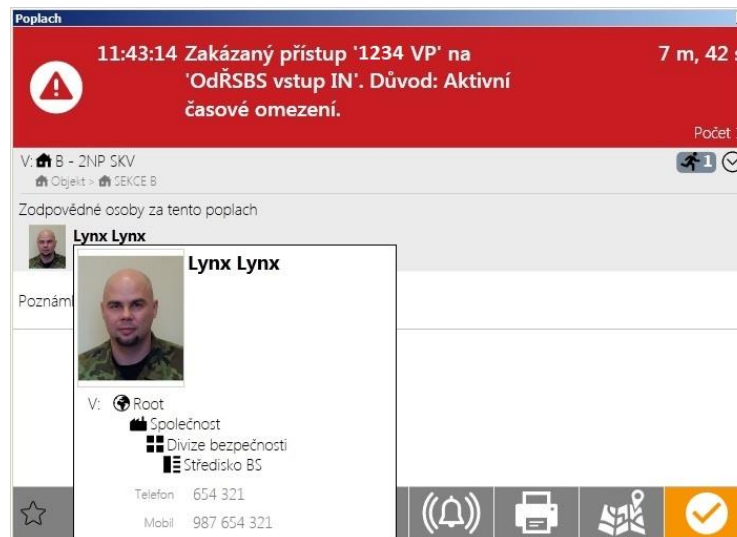 Poplach
11:43:14 Zakázaný přístup '1234 VP' na
'OdŘSBS vstup IN'. Důvod: Aktivní
časové omezení.
7 m, 42 s
Počet
V: B - 2NP SKV
1
Objekt > SEKCE B
Zodpovědné osoby za tento poplach
Lynx Lynx
Lynx Lynx
V: Root
Společnost
Divize bezpečnosti
Středisko BS
Telefon 654 321
Mobil 987 654 321